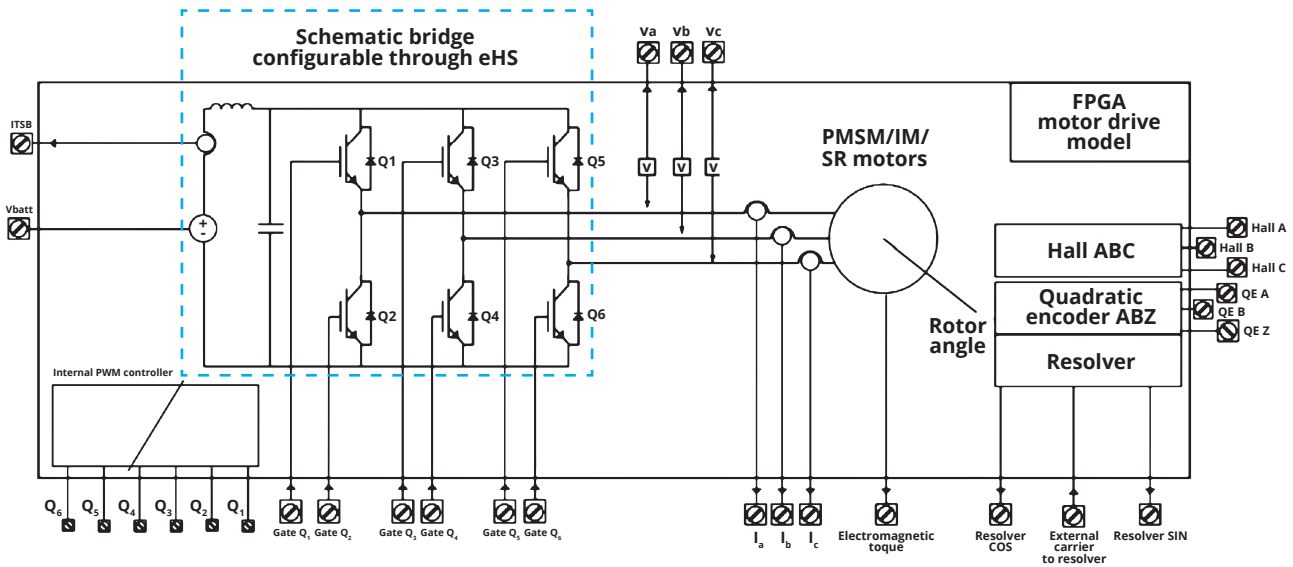 Schematic bridge
configurable through eHS
Va
Vb
Vc
FPGA
motor drive
model
ITSB
PMSM/IM/
SR motors
Q1
Q3
Q5
V
V
V
Vbatt
+
-
Hall ABC
Hall A
Hall B
Hall C
Quadratic
encoder ABZ
QE A
QE B
QE Z
Q2
Q4
Q6
Rotor
angle
Resolver
Internal PWM controller
Q6
Q5
Q4
Q3
Q2
Q1
Gate Q1
Gate Q2
Gate Q3
Gate Q4
Gate Q5
Gate Q6
Ia
Ib
Ic
Electromagnetic
toque
Resolver
COS
External
carrier
to resolver
Resolver SIN